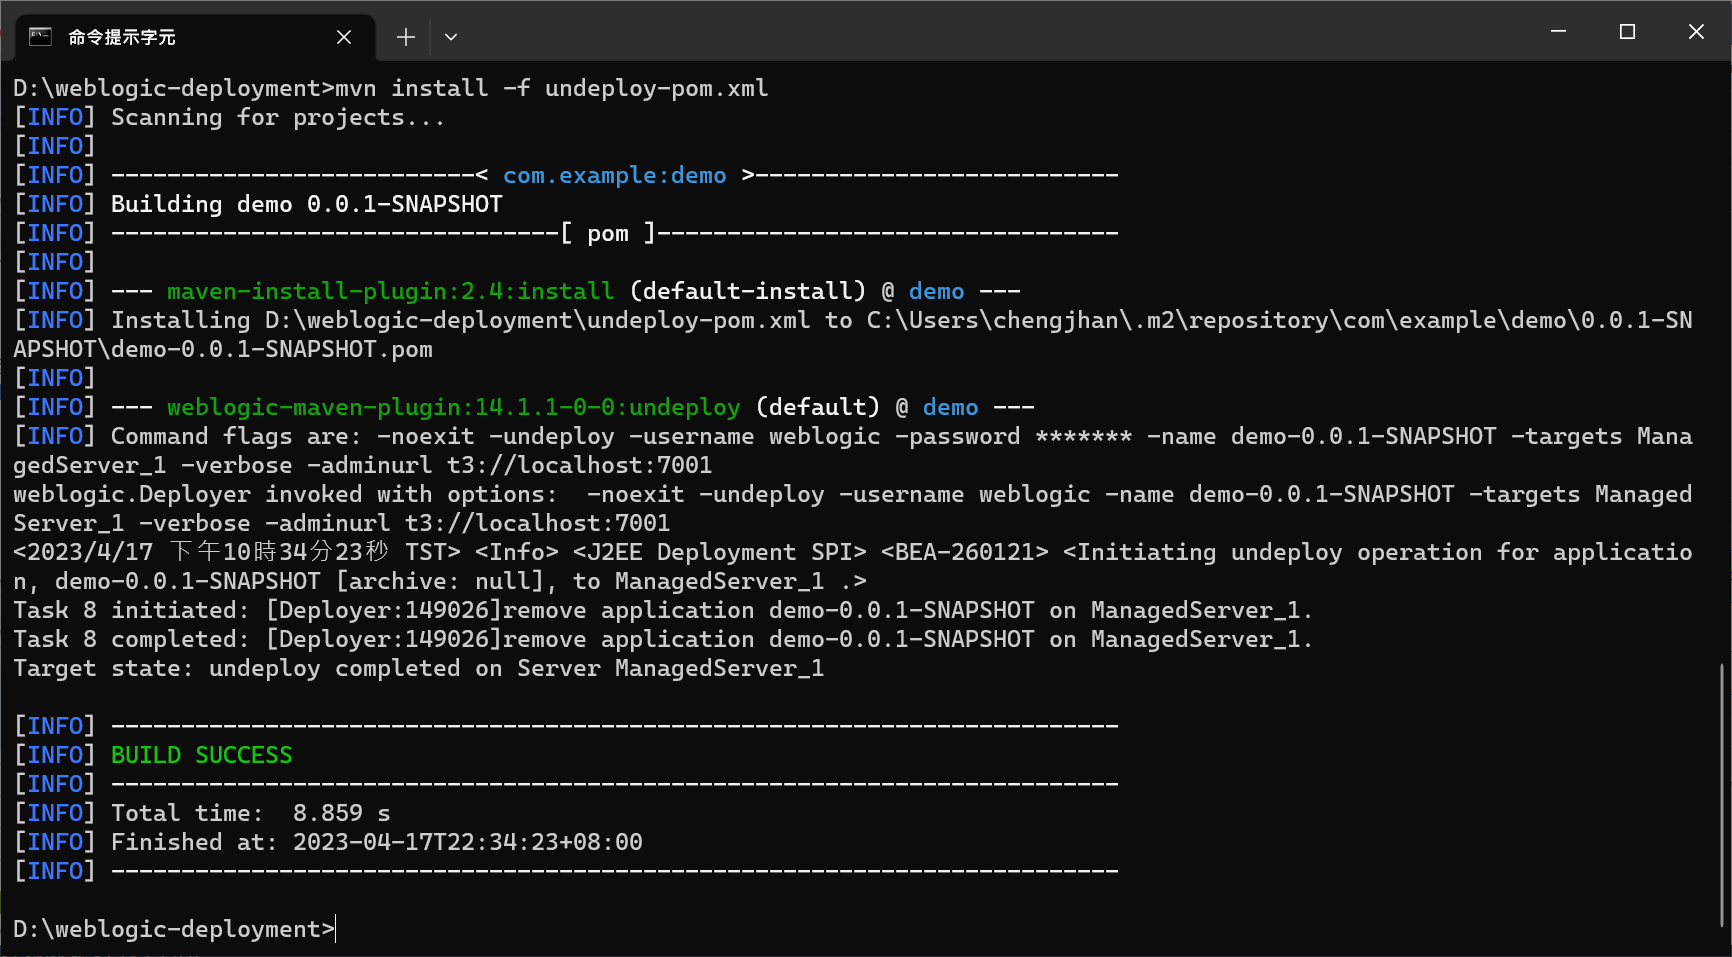 命令提示字元
D:\weblogic-deployment>mvn install -f undeploy-pom.xml
[INFO] Scanning for projects...
[INFO]
[INFO] --------------------------< com.example:demo >--------------------------
[INFO] Building demo 0.0.1-SNAPSHOT
[INFO] --------------------------------[ pom ]---------------------------------
[INFO]
[INFO] --- maven-install-plugin:2.4:install (default-install) @ demo ---
[INFO] Installing D:\weblogic-deployment\undeploy-pom.xml to C:\Users\chengjhan\.m2\repository\com\example\demo\0.0.1-SN
APSHOT\demo-0.0.1-SNAPSHOT.pom
[INFO]
[INFO] --- weblogic-maven-plugin:14.1.1-0-0:undeploy (default) @ demo ---
[INFO] Command flags are: -noexit -undeploy -username weblogic -password ******* -name demo-0.0.1-SNAPSHOT -targets Mana
gedServer_1 -verbose -adminurl t3://localhost:7001
weblogic.Deployer invoked with options:  -noexit -undeploy -username weblogic -name demo-0.0.1-SNAPSHOT -targets Managed
Server_1 -verbose -adminurl t3://localhost:7001
<2023/4/17 下午10時34分23秒 TST> <Info> <J2EE Deployment SPI> <BEA-260121> <Initiating undeploy operation for applicatio
n, demo-0.0.1-SNAPSHOT [archive: null], to ManagedServer_1 .>
Task 8 initiated: [Deployer:149026]remove application demo-0.0.1-SNAPSHOT on ManagedServer_1.
Task 8 completed: [Deployer:149026]remove application demo-0.0.1-SNAPSHOT on ManagedServer_1.
Target state: undeploy completed on Server ManagedServer_1
[INFO] ------------------------------------------------------------------------
[INFO] BUILD SUCCESS
[INFO] ------------------------------------------------------------------------
[INFO] Total time:  8.859 s
[INFO] Finished at: 2023-04-17T22:34:23+08:00
[INFO] ------------------------------------------------------------------------
D:\weblogic-deployment>